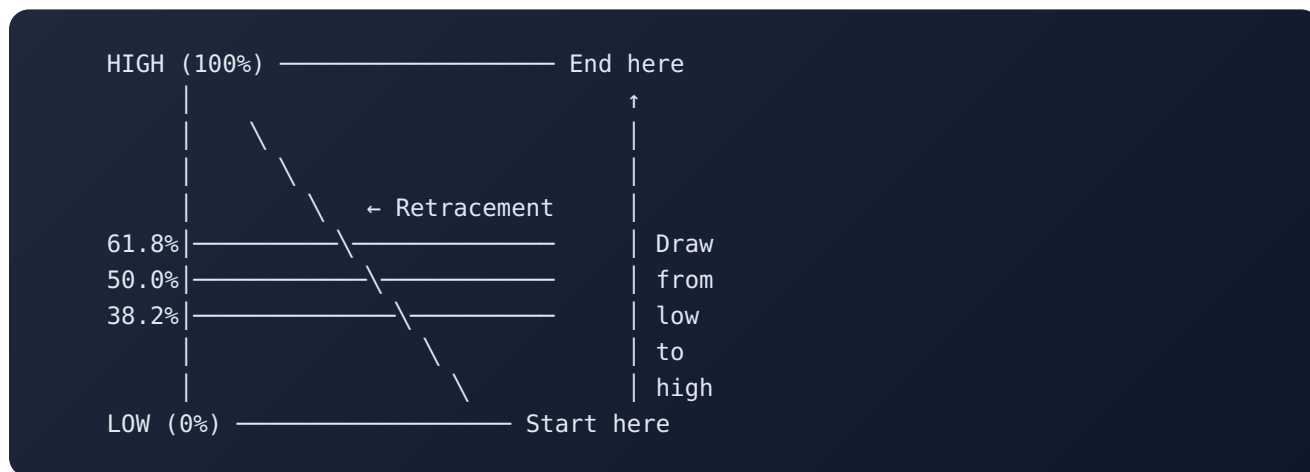 HIGH (100%) ─────────────────── End here
← Retracement
61.8% Draw
50.0% from
38.2% low
to
high
LOW (0%) ─────────────────── Start here